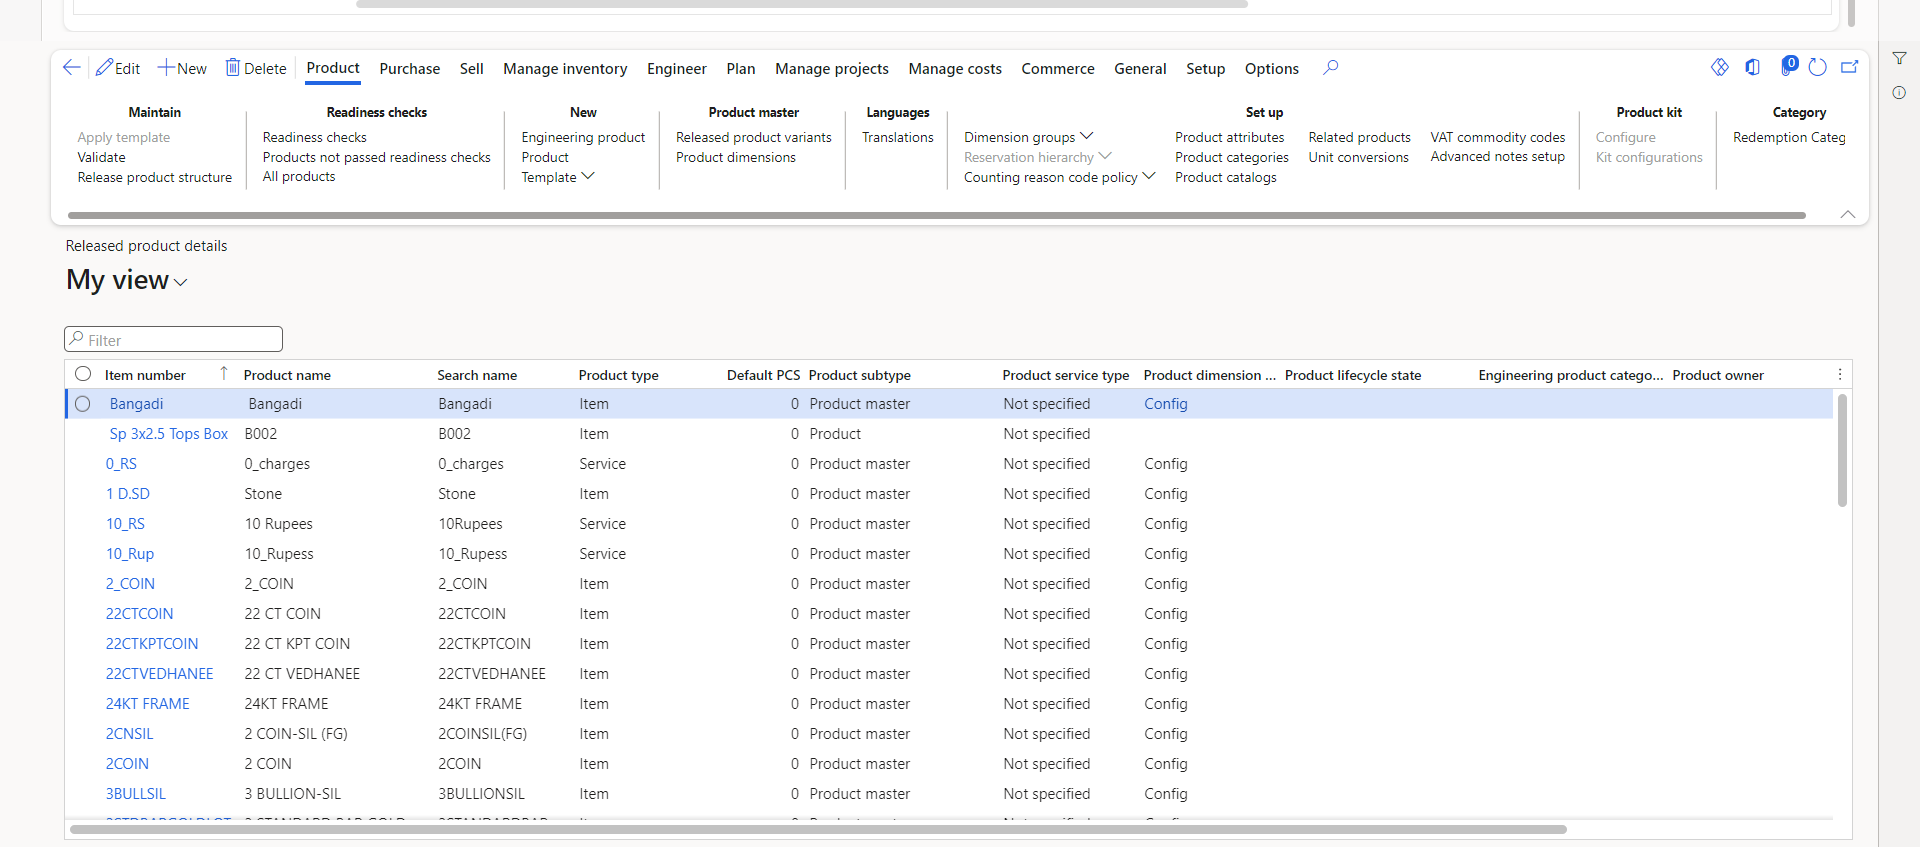 Edit New Delete Product Purchase Sell Manage inventory Engineer Plan Manage projects Manage costs Commerce General Setup Options 0
Maintain
Apply template
Validate
Release product structure
Readiness checks
Readiness checks
Products not passed readiness checks
All products
New
Engineering product
Product
Template
Product master
Released product variants
Product dimensions
Languages
Translations
Set up
Dimension groups
Reservation hierarchy
Counting reason code policy
Product attributes
Product categories
Product catalogs
Related products
Unit conversions
VAT commodity codes
Advanced notes setup
Product kit
Configure
Kit configurations
Category
Redemption Categ
Released product details
My view
Filter
Item number Product name Search name Product type Default PCS Product subtype Product service type Product dimension ... Product lifecycle state Engineering product catego... Product owner
Bangadi Bangadi Bangadi Item 0 Product master Not specified Config
Sp 3x2.5 Tops Box B002 B002 Item 0 Product Not specified
0_RS 0_charges 0_charges Service 0 Product master Not specified Config
1 D.SD Stone Stone Item 0 Product master Not specified Config
10_RS 10 Rupees 10Rupees Service 0 Product master Not specified Config
10_Rup 10_Rupess 10_Rupess Service 0 Product master Not specified Config
2_COIN 2_COIN 2_COIN Item 0 Product master Not specified Config
22CTCOIN 22 CT COIN 22CTCOIN Item 0 Product master Not specified Config
22CTKPTCOIN 22 CT KPT COIN 22CTKPTCOIN Item 0 Product master Not specified Config
22CTVEDHANEE 22 CT VEDHANEE 22CTVEDHANEE Item 0 Product master Not specified Config
24KT FRAME 24KT FRAME 24KT FRAME Item 0 Product master Not specified Config
2CNSIL 2 COIN-SIL (FG) 2COINSIL(FG) Item 0 Product master Not specified Config
2COIN 2 COIN 2COIN Item 0 Product master Not specified Config
3BULLSIL 3 BULLION-SIL 3BULLIONSIL Item 0 Product master Not specified Config